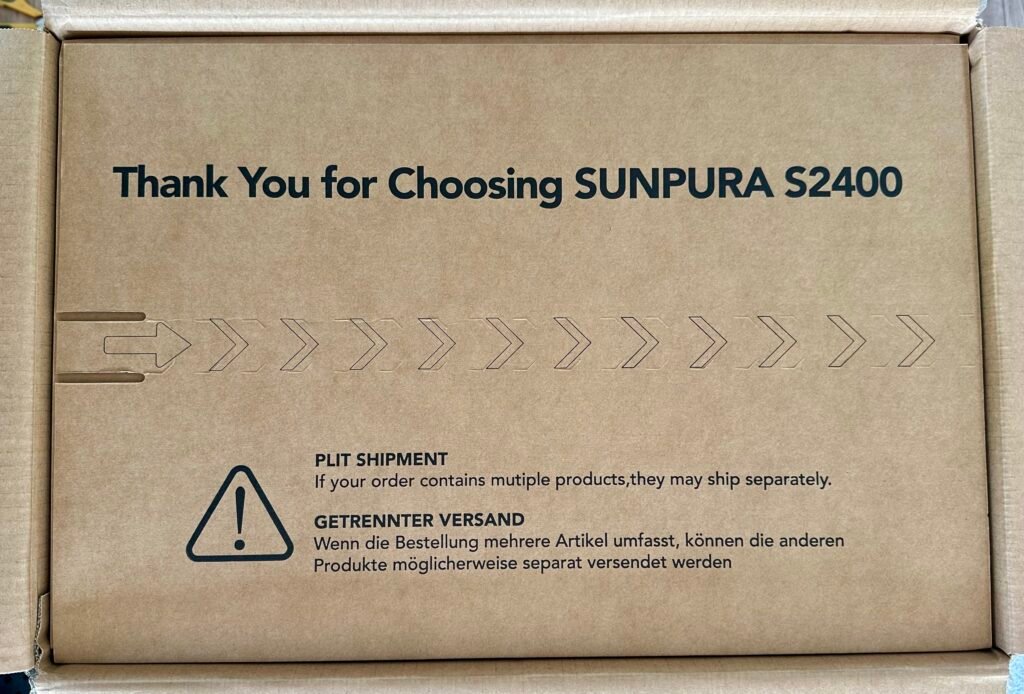 Thank You for Choosing SUNPURA S2400
PLIT SHIPMENT
If your order contains mutiple products,they may ship separately.
GETRENNTER VERSAND
Wenn die Bestellung mehrere Artikel umfasst, können die anderen
Produkte möglicherweise separat versendet werden